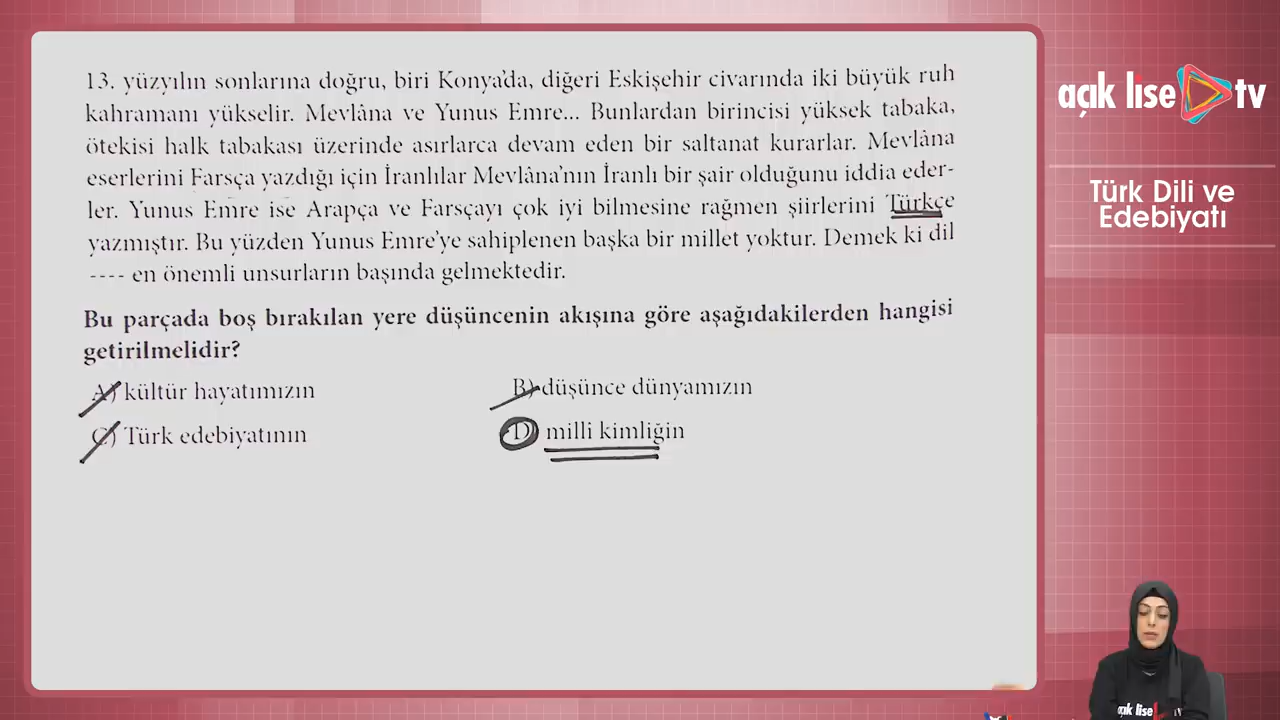 13. yüzyılın sonlarına doğru, biri Konya'da, diğeri Eskişehir civarında iki büyük ruh
kahramanı yükselir. Mevlâna ve Yunus Emre... Bunlardan birincisi yüksek tabaka,
ötekisi halk tabakası üzerinde asırlarca devam eden bir saltanat kurarlar. Mevlâna
eserlerini Farsça yazdığı için İranlılar Mevlâna'nın İranlı bir şair olduğunu iddia eder-
ler. Yunus Emre ise Arapça ve Farsçayı çok iyi bilmesine rağmen şiirlerini Türkçe
yazmıştır. Bu yüzden Yunus Emre'ye sahiplenen başka bir millet yoktur. Demek ki dil
---- en önemli unsurların başında gelmektedir.
Bu parçada boş bırakılan yere düşüncenin akışına göre aşağıdakilerden hangisi
getirilmelidir?
A) kültür hayatımızın
B) düşünce dünyamızın
C) Türk edebiyatının
D) milli kimliğin
açık lise tv
Türk Dili ve
Edebiyatı
açık lise tv